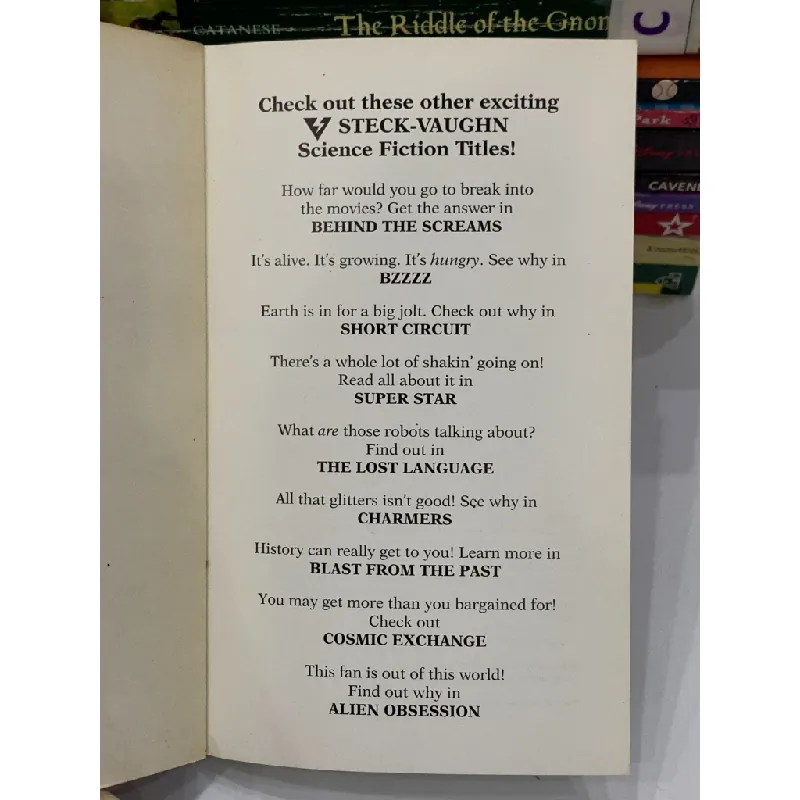 CATANESE The Riddle of the Gnom
C
Check out these other exciting
STECK-VAUGHN
Science Fiction Titles!
How far would you go to break into
the movies? Get the answer in
BEHIND THE SCREAMS
It's alive. It's growing. It's hungry. See why in
BZZZZ
Earth is in for a big jolt. Check out why in
SHORT CIRCUIT
There's a whole lot of shakin' going on!
Read all about it in
SUPER STAR
What are those robots talking about?
Find out in
THE LOST LANGUAGE
All that glitters isn't good! See why in
CHARMERS
History can really get to you! Learn more in
BLAST FROM THE PAST
You may get more than you bargained for!
Check out
COSMIC EXCHANGE
This fan is out of this world!
Find out why in
ALIEN OBSESSION
Park
CAVEN
PRESS